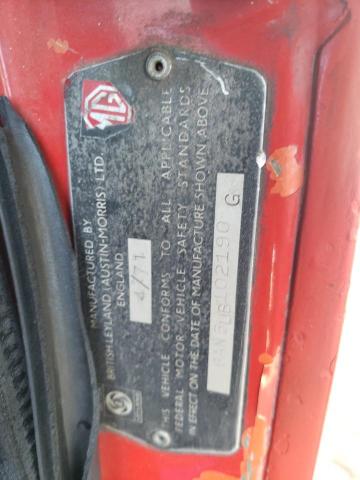 MG
MANUFACTURED BY
BRITISH LEYLAND (AUSTIN-MORRIS) LTD.
ENGLAND
4/71
THIS VEHICLE CONFORMS TO ALL APPLICABLE
FEDERAL MOTOR VEHICLE SAFETY STANDARDS
IN EFFECT ON THE DATE OF MANUFACTURE SHOWN ABOVE.
G